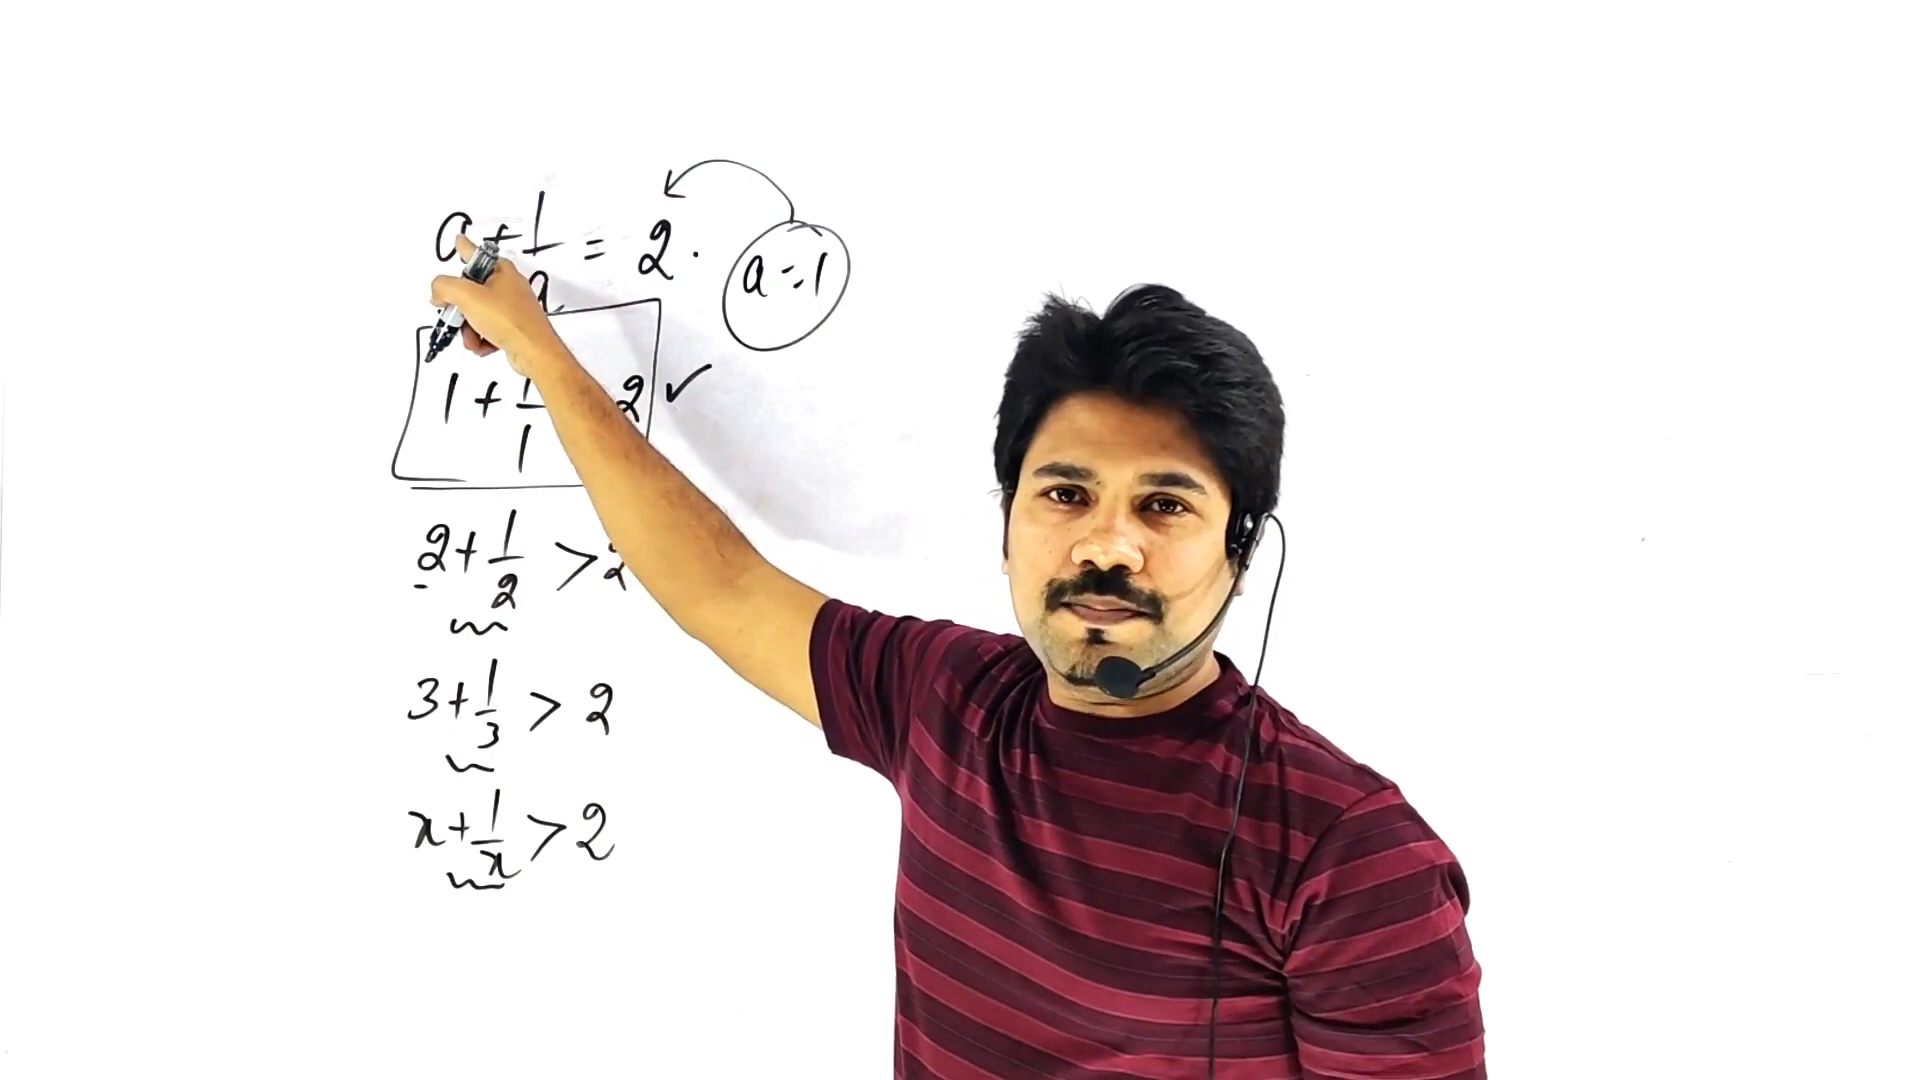 a + 1/a = 2 . a = 1
1 + 1/1 2 ✓
2 + 1/2 > 2
3 + 1/3 > 2
x + 1/x > 2